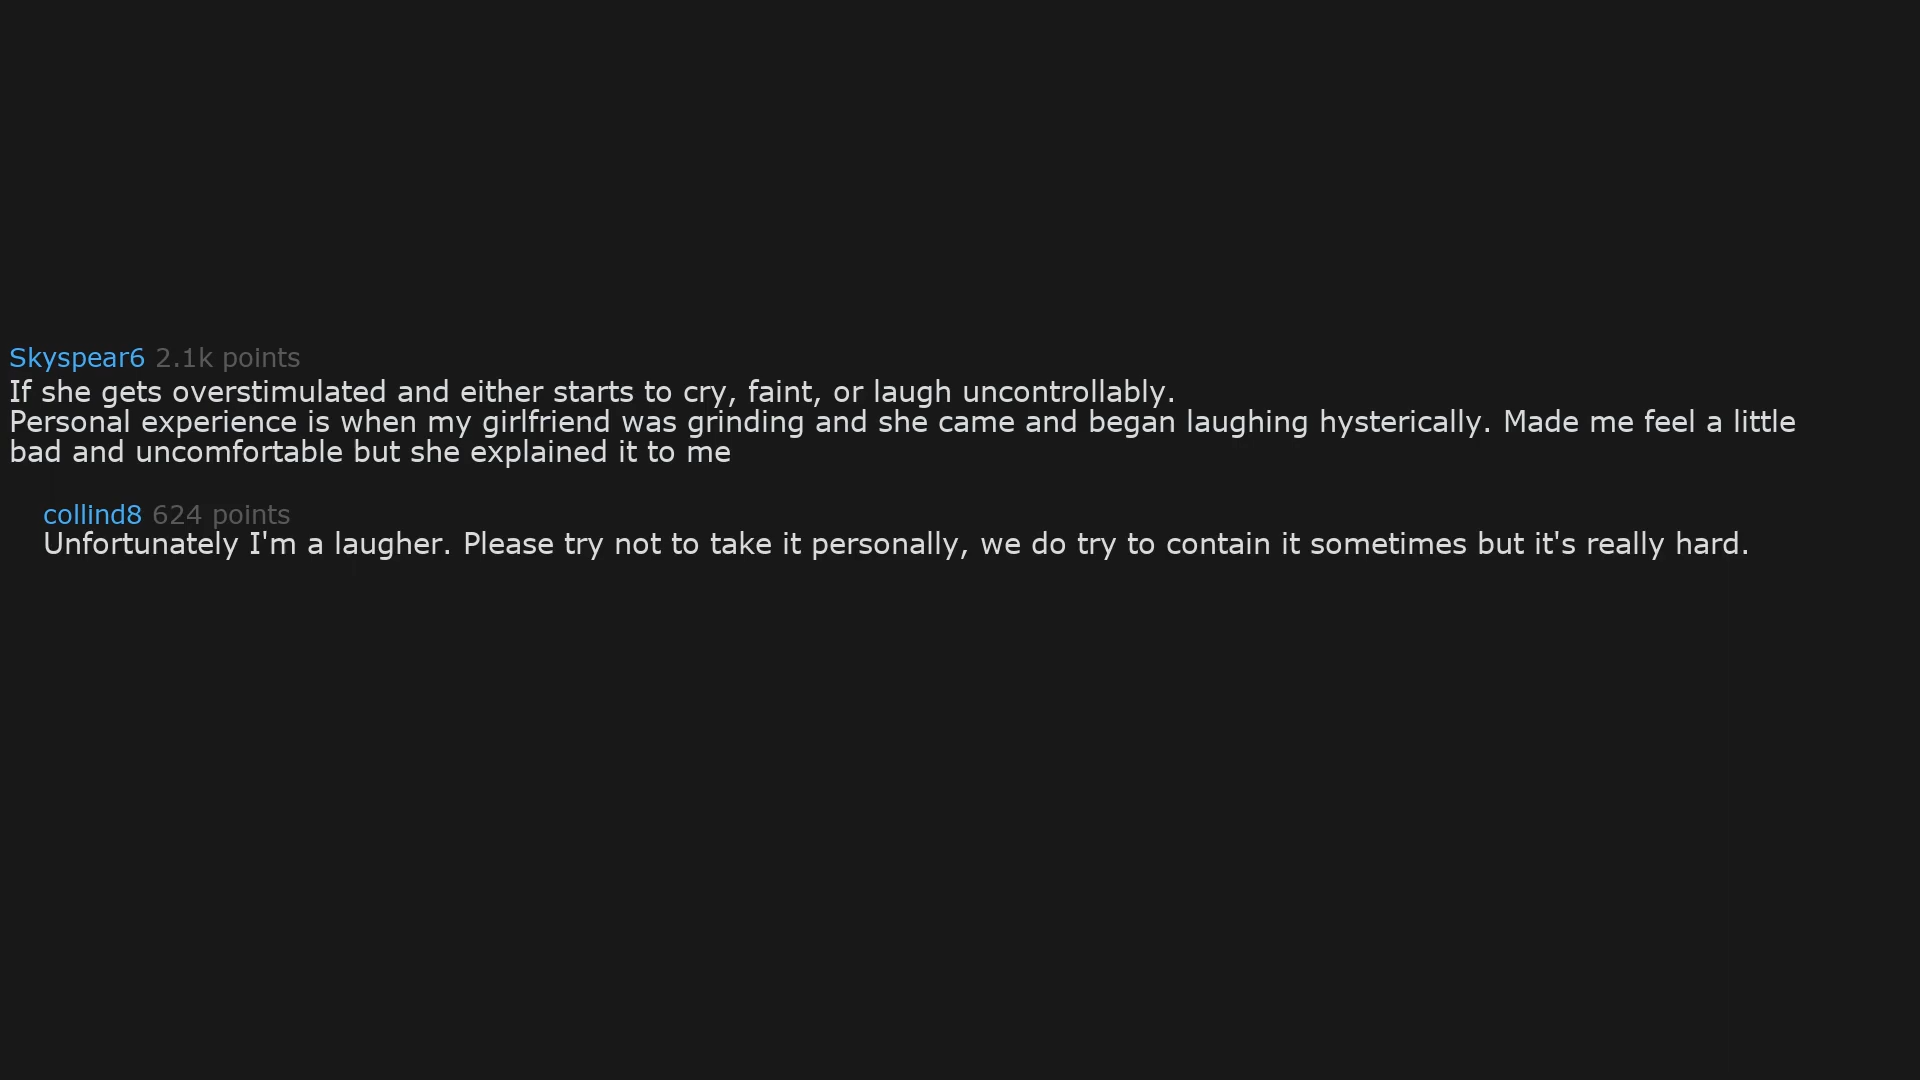 Skyspear6 2.1k points
If she gets overstimulated and either starts to cry, faint, or laugh uncontrollably.
Personal experience is when my girlfriend was grinding and she came and began laughing hysterically. Made me feel a little
bad and uncomfortable but she explained it to me
collind8 624 points
Unfortunately I'm a laugher. Please try not to take it personally, we do try to contain it sometimes but it's really hard.